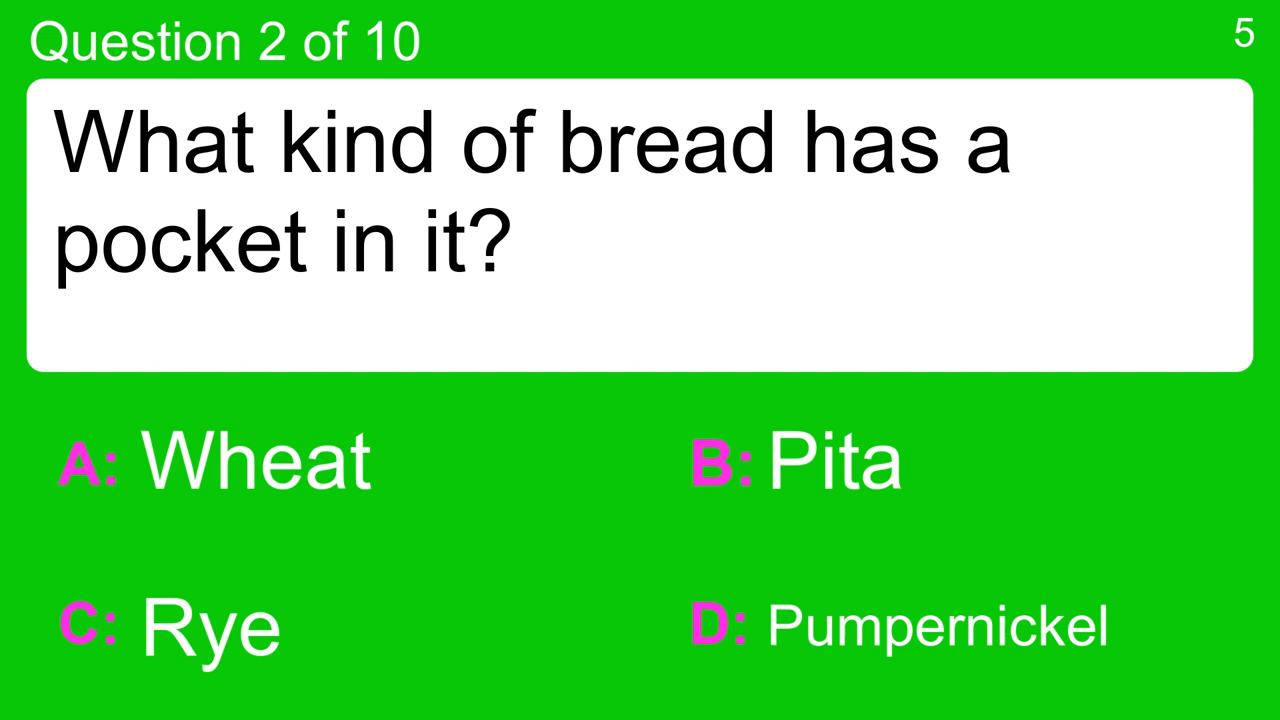 Question 2 of 10
5
What kind of bread has a
pocket in it?
A: Wheat
B: Pita
C: Rye
D: Pumpernickel